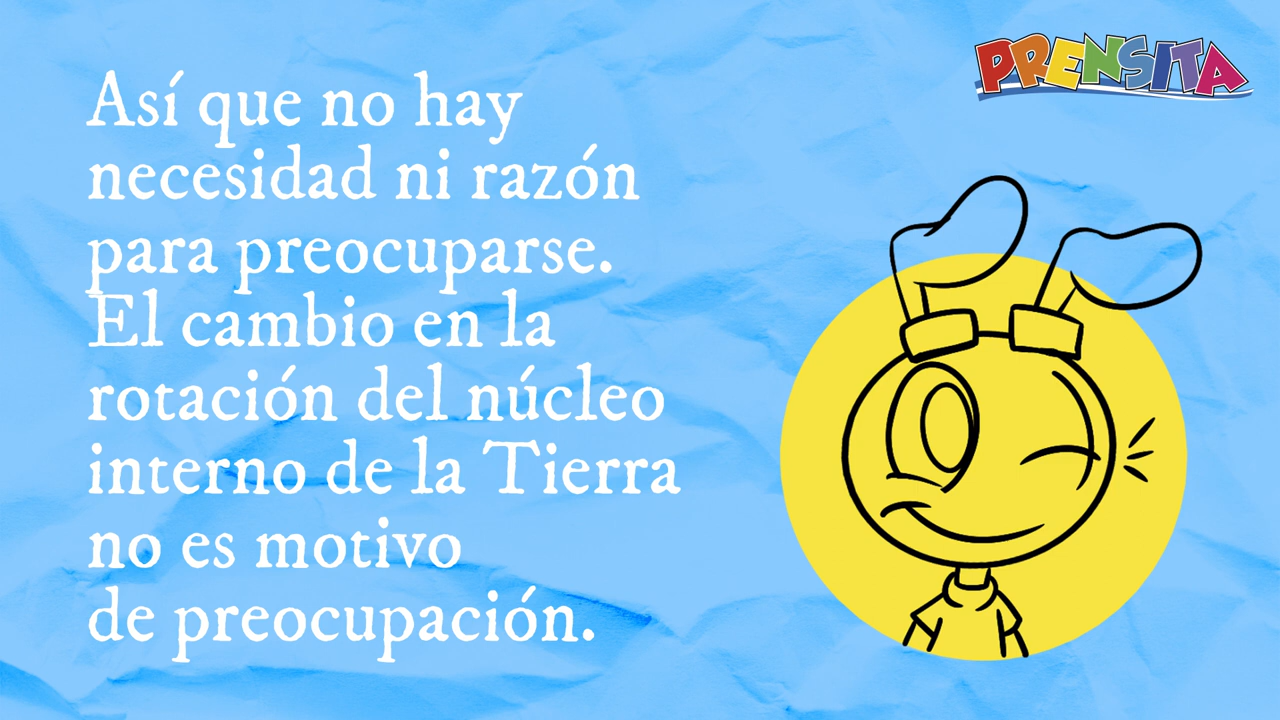 PRENSITA
Así que no hay
necesidad ni razón
para preocuparse.
El cambio en la
rotación del núcleo
interno de la Tierra
no es motivo
de preocupación.